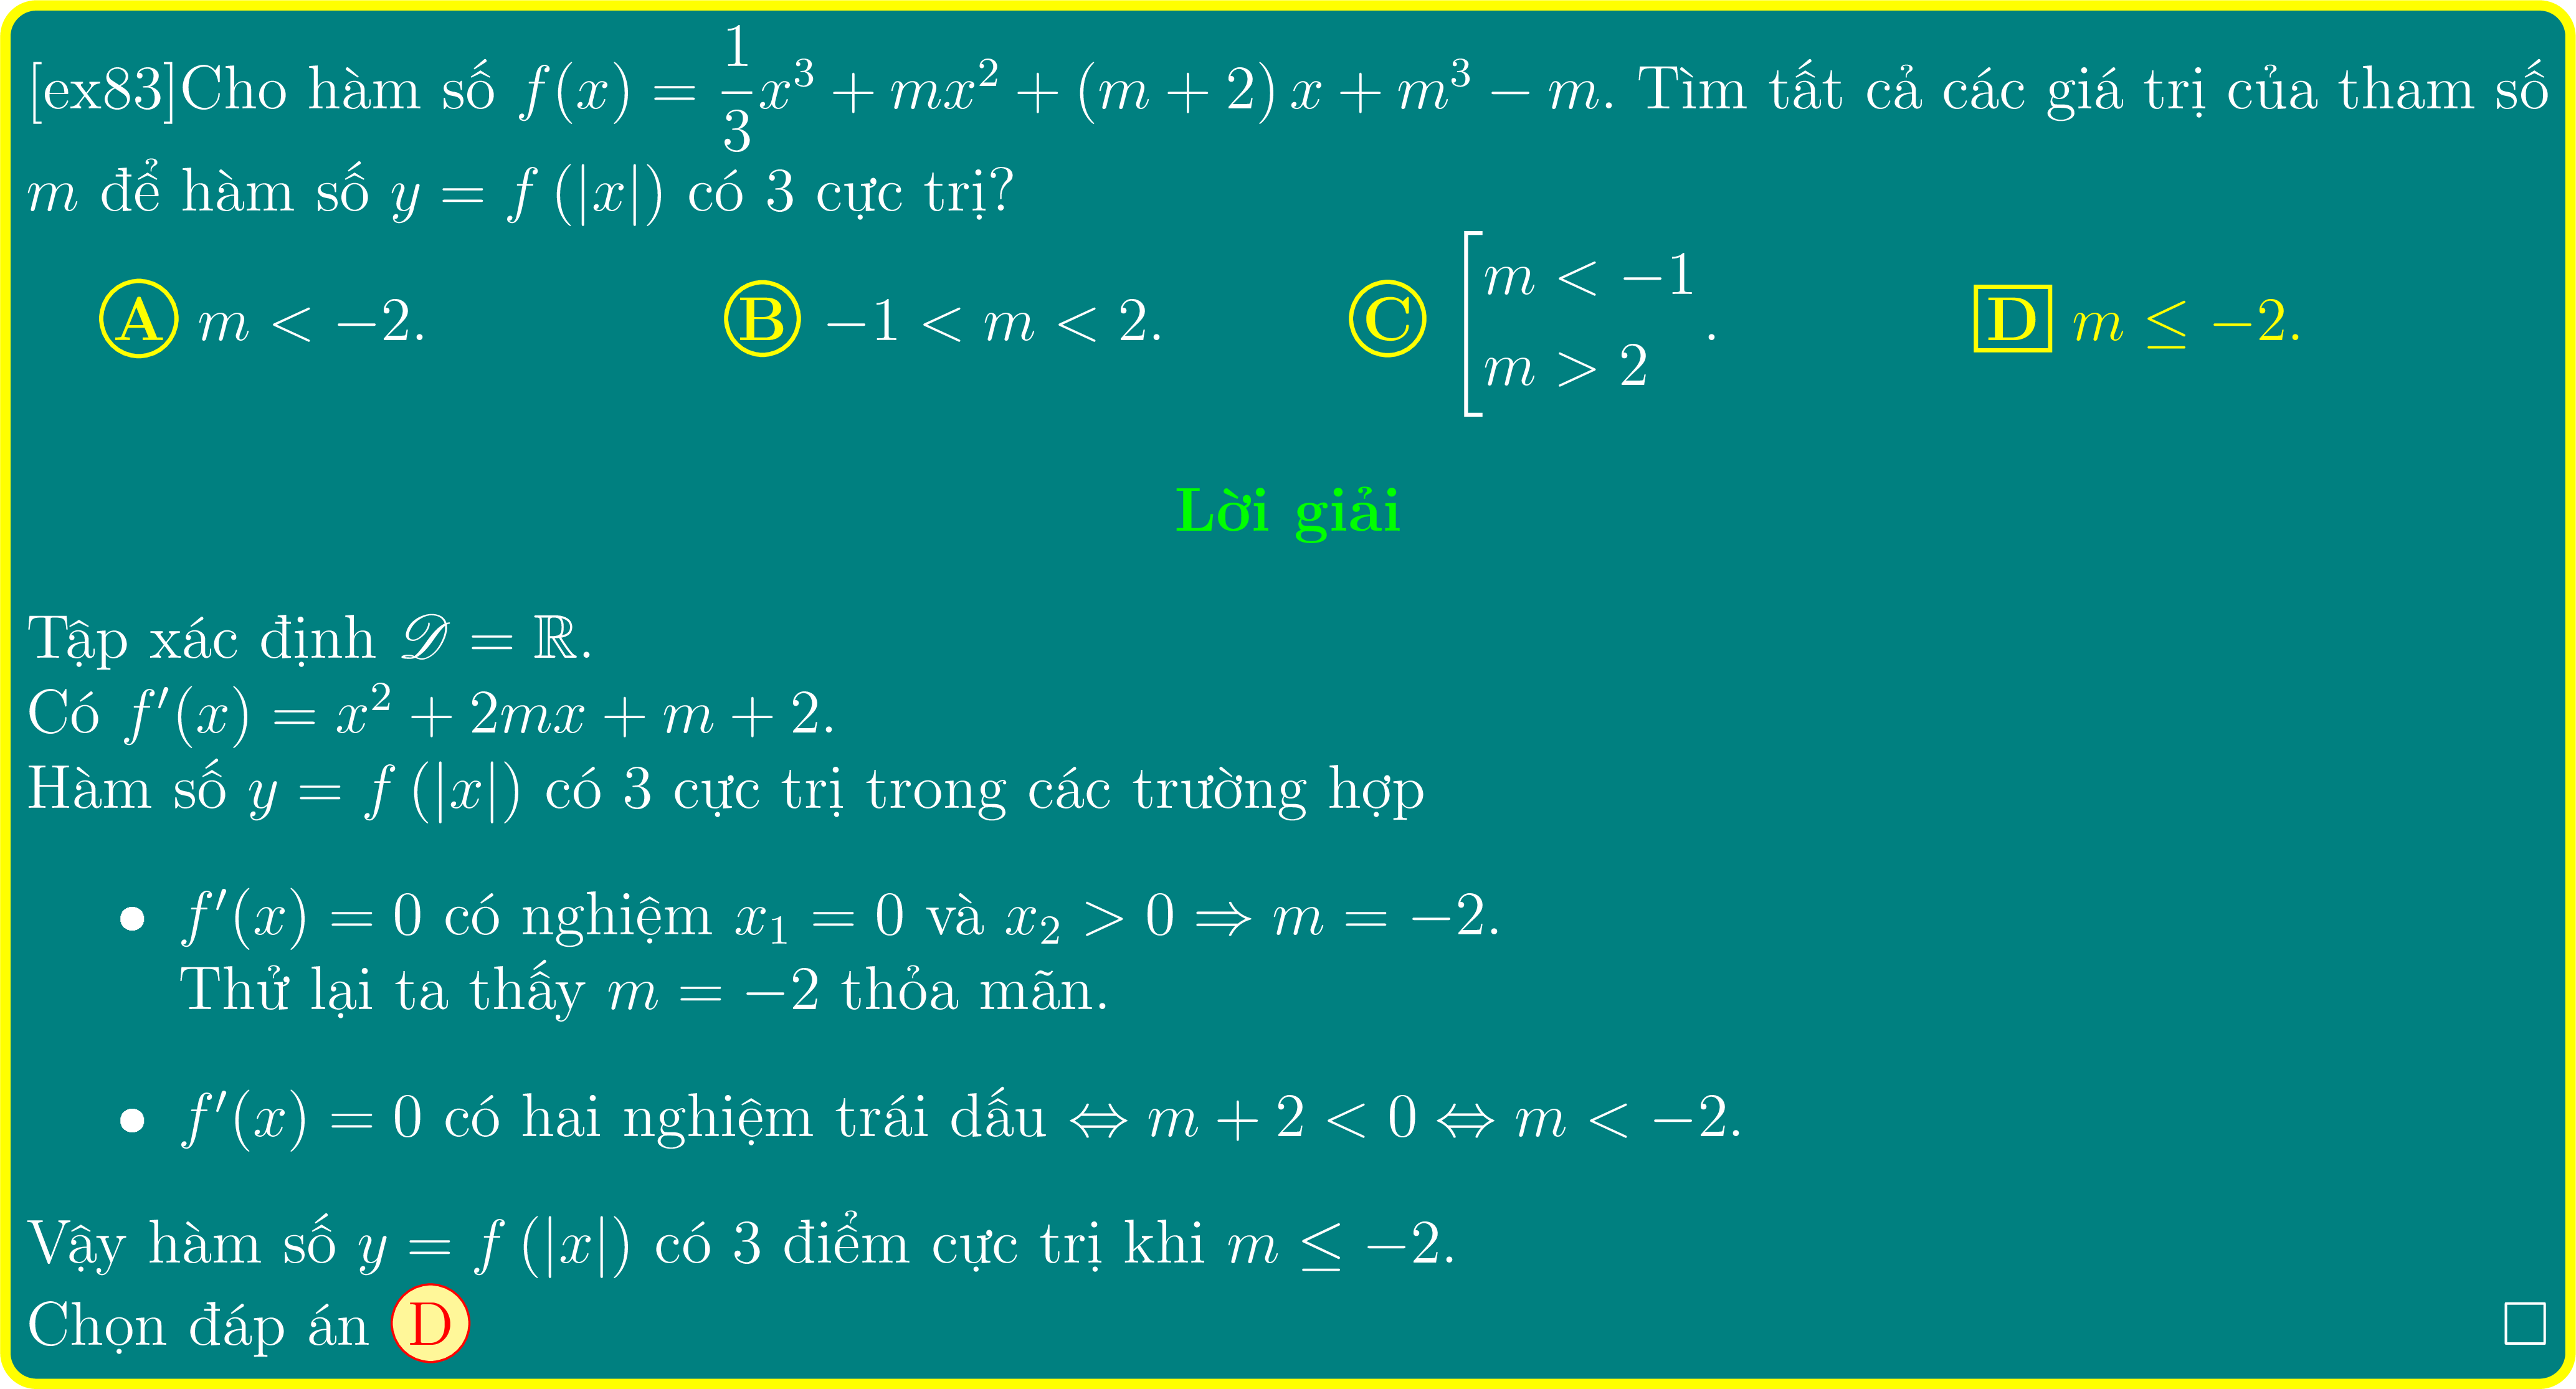 [ex83]Cho hàm số $f(x) = \dfrac{1}{3}x^3 + mx^2 + (m + 2)\,x + m^3 - m$. Tìm tất cả các giá trị của tham số
$m$ để hàm số $y = f\,(|x|)$ có 3 cực trị?
A $m < -2$. B $-1 < m < 2$. C $\left[\begin{array}{l} m < -1 \\ m > 2 \end{array}\right.$. D $m \leq -2$.
Lời giải
Tập xác định $\mathscr{D} = \mathbb{R}$.
Có $f'(x) = x^2 + 2mx + m + 2$.
Hàm số $y = f\,(|x|)$ có 3 cực trị trong các trường hợp
• $f'(x) = 0$ có nghiệm $x_1 = 0$ và $x_2 > 0 \Rightarrow m = -2$.
Thử lại ta thấy $m = -2$ thỏa mãn.
• $f'(x) = 0$ có hai nghiệm trái dấu $\Leftrightarrow m + 2 < 0 \Leftrightarrow m < -2$.
Vậy hàm số $y = f\,(|x|)$ có 3 điểm cực trị khi $m \leq -2$.
Chọn đáp án D □